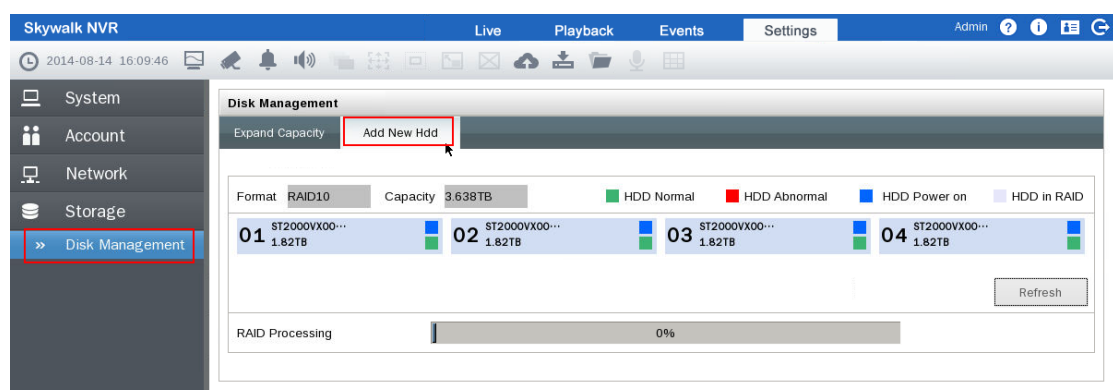 Skywalk NVR Live Playback Events Settings Admin
2014-08-14 16:09:46
System
Account
Network
Storage
» Disk Management
Disk Management
Expand Capacity Add New Hdd
Format RAID10 Capacity 3.638TB HDD Normal HDD Abnormal HDD Power on HDD in RAID
01 ST2000VX00··· 1.82TB
02 ST2000VX00··· 1.82TB
03 ST2000VX00··· 1.82TB
04 ST2000VX00··· 1.82TB
Refresh
RAID Processing 0%